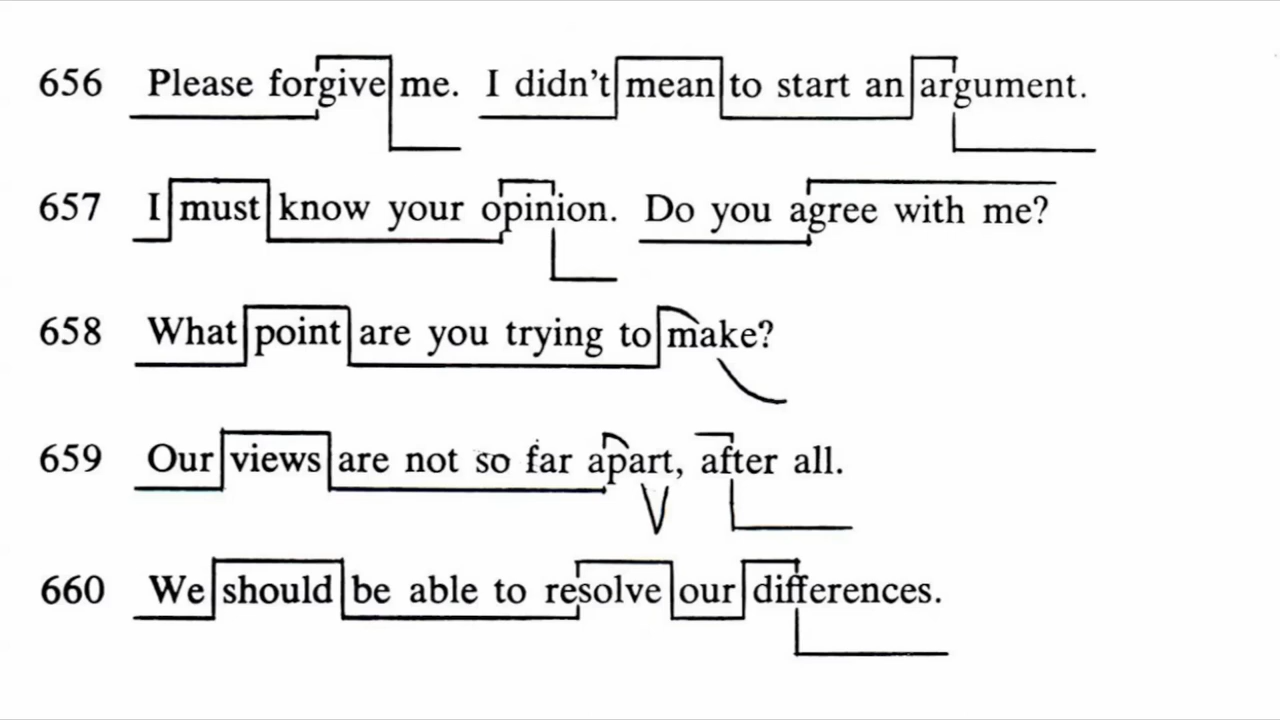 656 Please forgive me. I didn't mean to start an argument.
657 I must know your opinion. Do you agree with me?
658 What point are you trying to make?
659 Our views are not so far apart, after all.
660 We should be able to resolve our differences.